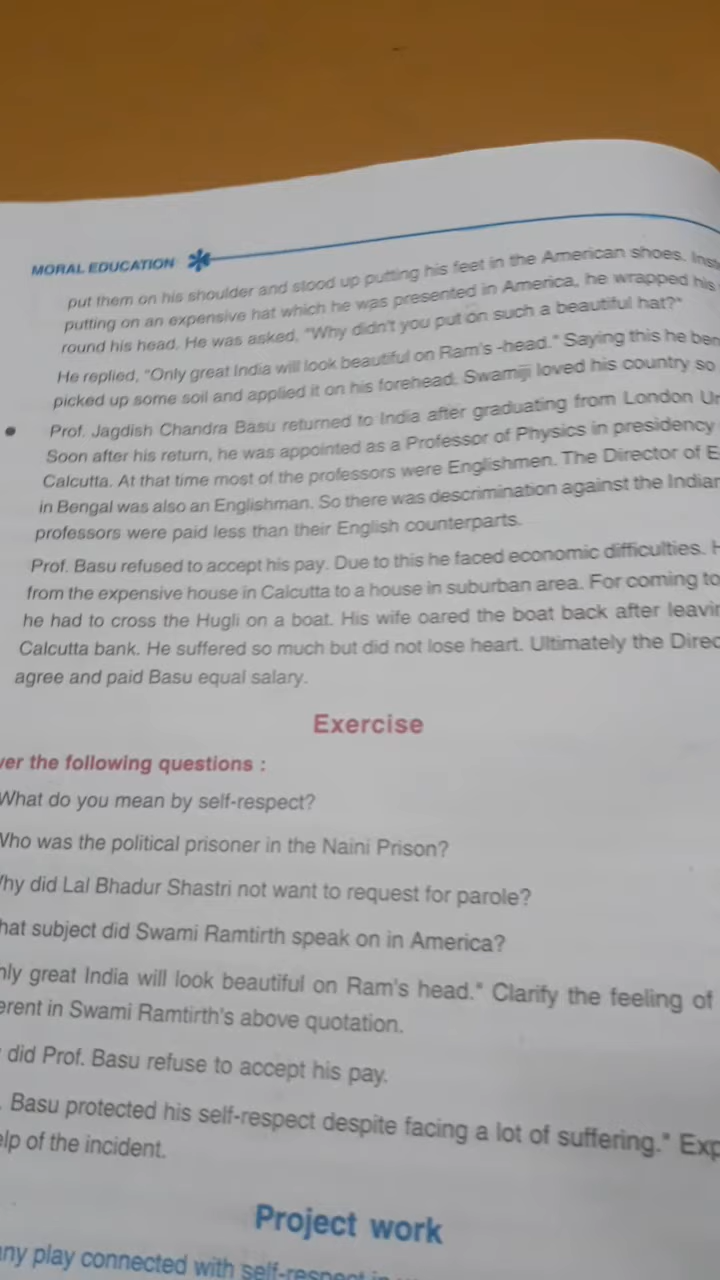 MORAL EDUCATION
put them on his shoulder and stood up putting his feet in the American shoes.
putting on an expensive hat which he was presented in America, he wrapped his
round his head. He was asked, "Why didn't you put on such a beautiful hat?"
He replied, "Only great India will look beautiful on Ram's -head." Saying this he
picked up some soil and applied it on his forehead. Swamiji loved his country so
• Prof. Jagdish Chandra Basu returned to India after graduating from London
Soon after his return, he was appointed as a Professor of Physics in presidency
Calcutta. At that time most of the professors were Englishmen. The Director of
in Bengal was also an Englishman. So there was descrimination against the
professors were paid less than their English counterparts.
Prof. Basu refused to accept his pay. Due to this he faced economic difficulties.
from the expensive house in Calcutta to a house in suburban area. For coming to
he had to cross the Hugli on a boat. His wife oared the boat back after
Calcutta bank. He suffered so much but did not lose heart. Ultimately the
agree and paid Basu equal salary.
Exercise
the following questions :
What do you mean by self-respect?
Who was the political prisoner in the Naini Prison?
did Lal Bhadur Shastri not want to request for parole?
subject did Swami Ramtirth speak on in America?
great India will look beautiful on Ram's head." Clarify the feeling of
in Swami Ramtirth's above quotation.
did Prof. Basu refuse to accept his pay.
Basu protected his self-respect despite facing a lot of suffering."
of the incident.
Project work
play connected with self-respect